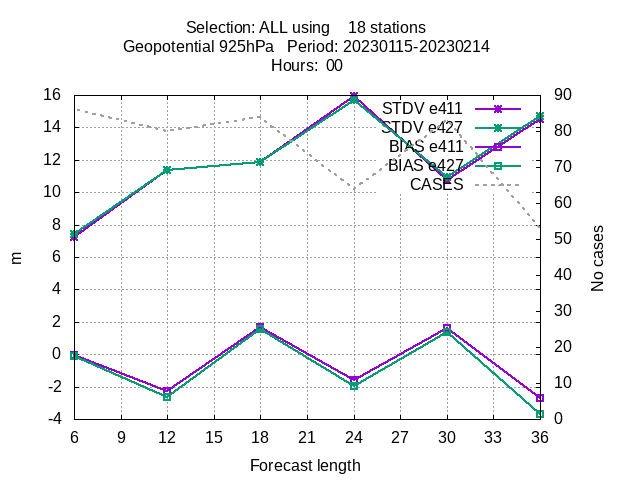 Selection: ALL using 18 stations
Geopotential 925hPa Period: 20230115-20230214
Hours: 00
16
14
12
10
8
6
4
2
0
-2
-4
m
STDV e411
STDV e427
BIAS e411
BIAS e427
CASES
90
80
70
60
50
40
30
20
10
0
No cases
6 9 12 15 18 21 24 27 30 33 36
Forecast length